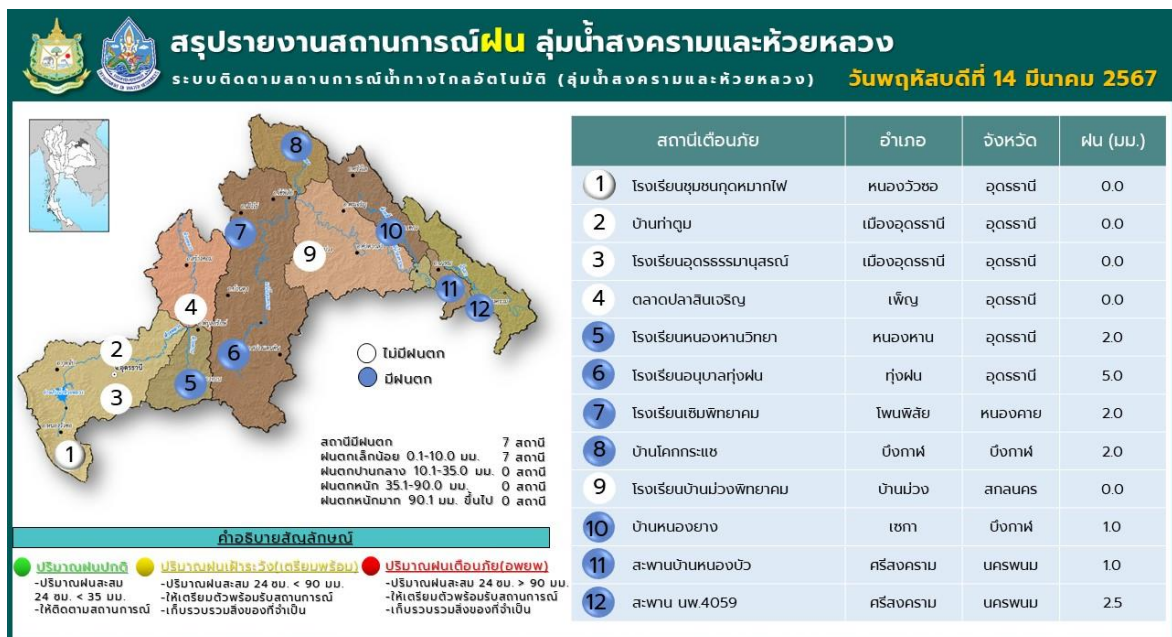 สรุปรายงานสถานการณ์ฝน ลุ่มน้ำสงครามและห้วยหลวง
ระบบติดตามสถานการณ์น้ำทางไกลอัตโนมัติ (ลุ่มน้ำสงครามและห้วยหลวง) วันพฤหัสบดีที่ 14 มีนาคม 2567
8
7
10
9
11
12
4
2
6
5
3
1
ไม่มีฝนตก
มีฝนตก
สถานีมีฝนตก 7 สถานี
ฝนตกเล็กน้อย 0.1-10.0 มม. 7 สถานี
ฝนตกปานกลาง 10.1-35.0 มม. 0 สถานี
ฝนตกหนัก 35.1-90.0 มม. 0 สถานี
ฝนตกหนักมาก 90.1 มม. ขึ้นไป 0 สถานี
คำอธิบายสัญลักษณ์
ปริมาณฝนปกติ
-ปริมาณฝนสะสม
24 ชม. < 35 มม.
-ให้ติดตามสถานการณ์
ปริมาณฝนเฝ้าระวัง(เตรียมพร้อม)
-ปริมาณฝนสะสม 24 ชม. < 90 มม.
-ให้เตรียมตัวพร้อมรับสถานการณ์
-เก็บรวบรวมสิ่งของที่จำเป็น
ปริมาณฝนเตือนภัย(อพยพ)
-ปริมาณฝนสะสม 24 ชม. > 90 มม.
-ให้เตรียมตัวพร้อมรับสถานการณ์
-เก็บรวบรวมสิ่งของที่จำเป็น
สถานีเตือนภัย อำเภอ จังหวัด ฝน (มม.)
1 โรงเรียนชุมชนกุดหมากไฟ หนองวัวซอ อุดรธานี 0.0
2 บ้านท่าตูม เมืองอุดรธานี อุดรธานี 0.0
3 โรงเรียนอุดรธรรมานุสรณ์ เมืองอุดรธานี อุดรธานี 0.0
4 ตลาดปลาสินเจริญ เพ็ญ อุดรธานี 0.0
5 โรงเรียนหนองหานวิทยา หนองหาน อุดรธานี 2.0
6 โรงเรียนอนุบาลทุ่งฝน ทุ่งฝน อุดรธานี 5.0
7 โรงเรียนเซิมพิทยาคม โพนพิสัย หนองคาย 2.0
8 บ้านโคกกระแซ บึงกาฬ บึงกาฬ 2.0
9 โรงเรียนบ้านม่วงพิทยาคม บ้านม่วง สกลนคร 0.0
10 บ้านหนองยาง เซกา บึงกาฬ 1.0
11 สะพานบ้านหนองบัว ศรีสงคราม นครพนม 1.0
12 สะพาน นพ.4059 ศรีสงคราม นครพนม 2.5